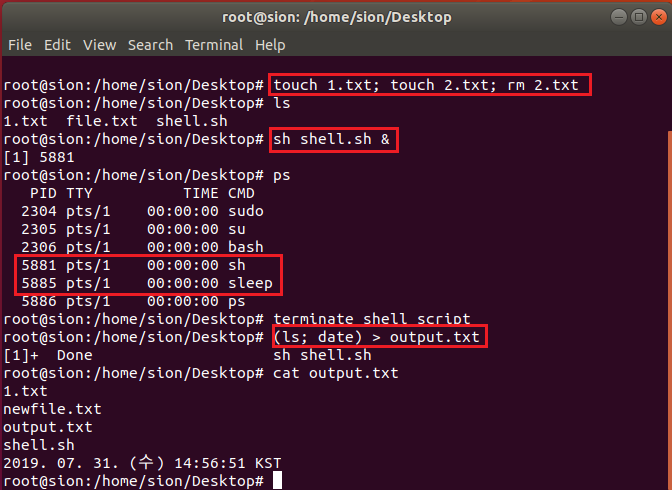 root@sion: /home/sion/Desktop
File Edit View Search Terminal Help
root@sion:/home/sion/Desktop# touch 1.txt; touch 2.txt; rm 2.txt
root@sion:/home/sion/Desktop# ls
1.txt  file.txt  shell.sh
root@sion:/home/sion/Desktop# sh shell.sh &
[1] 5881
root@sion:/home/sion/Desktop# ps
  PID TTY          TIME CMD
 2304 pts/1    00:00:00 sudo
 2305 pts/1    00:00:00 su
 2306 pts/1    00:00:00 bash
 5881 pts/1    00:00:00 sh
 5885 pts/1    00:00:00 sleep
 5886 pts/1    00:00:00 ps
root@sion:/home/sion/Desktop# terminate shell script
root@sion:/home/sion/Desktop# (ls; date) > output.txt
[1]+  Done                    sh shell.sh
root@sion:/home/sion/Desktop# cat output.txt
1.txt
newfile.txt
output.txt
shell.sh
2019. 07. 31. (수) 14:56:51 KST
root@sion:/home/sion/Desktop#